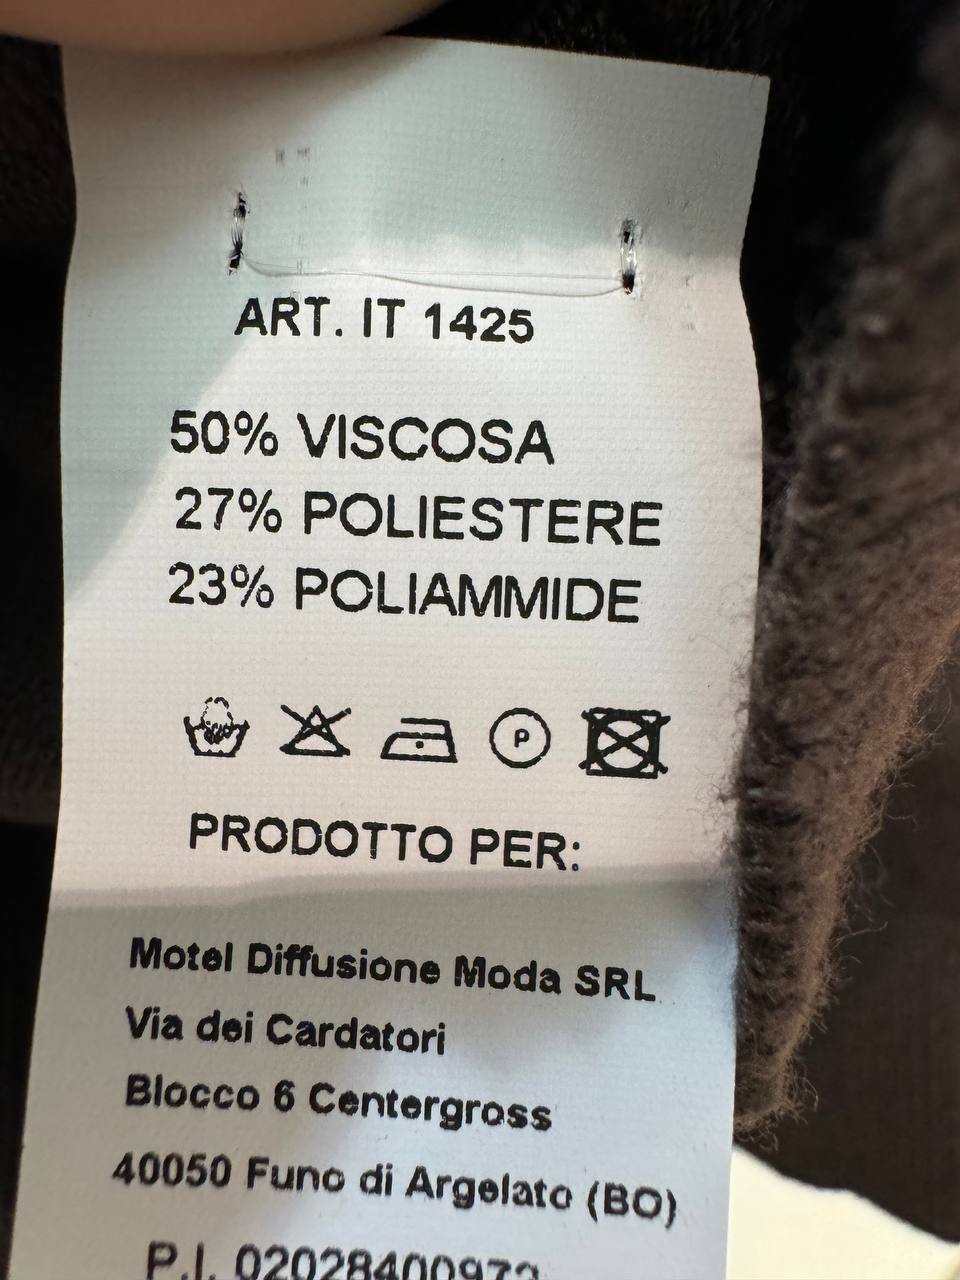 ART. IT 1425
50% VISCOSA
27% POLIESTERE
23% POLIAMMIDE
P
PRODOTTO PER:
Motel Diffusione Moda SRL
Via dei Cardatori
Blocco 6 Centergross
40050 Funo di Argelato (BO)
P.I.